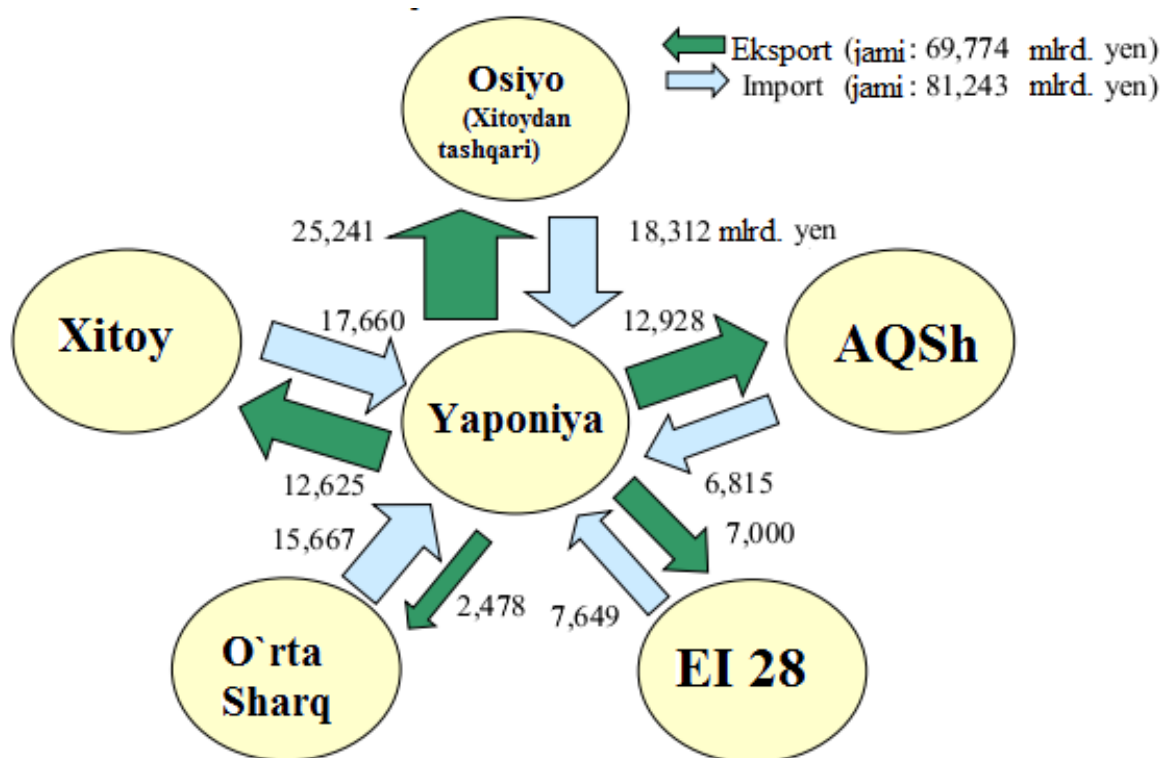 Eksport (jami: 69,774 mlrd. yen)
Import (jami: 81,243 mlrd. yen)
Osiyo
(Xitoydan
tashqari)
25,241
18,312 mlrd. yen
Xitoy
17,660
12,928
AQSh
Yaponiya
12,625
6,815
15,667
7,000
2,478
7,649
O`rta
Sharq
EI 28